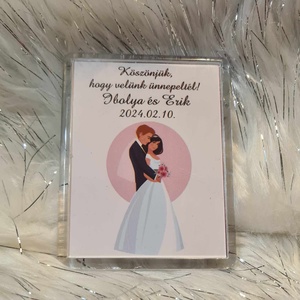 Köszönjük,
hogy velünk ünnepeltél!
Ibolya és Erik
2024.02.10.